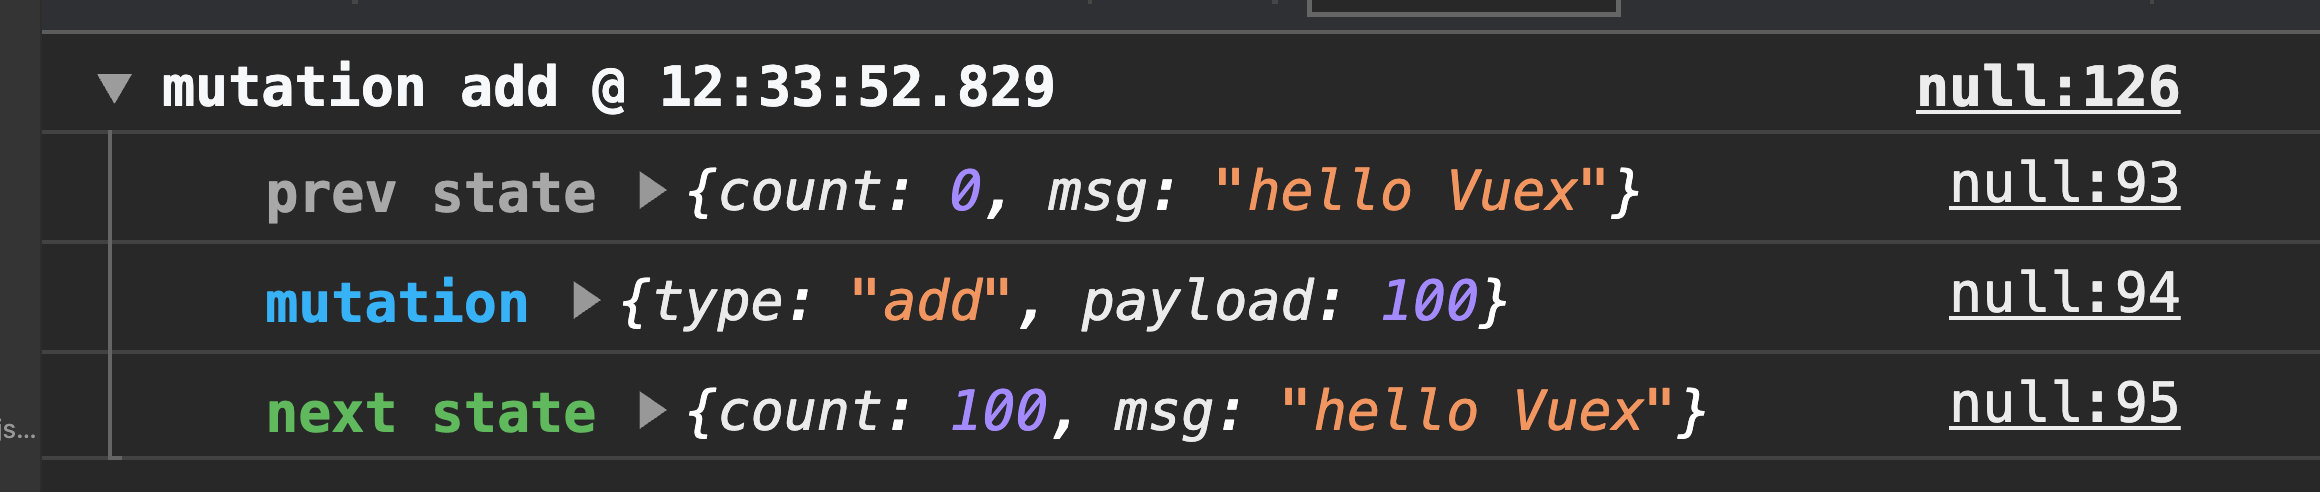 mutation add @ 12:33:52.829 null:126
prev state {count: 0, msg: "hello Vuex"} null:93
mutation {type: "add", payload: 100} null:94
next state {count: 100, msg: "hello Vuex"} null:95
js...